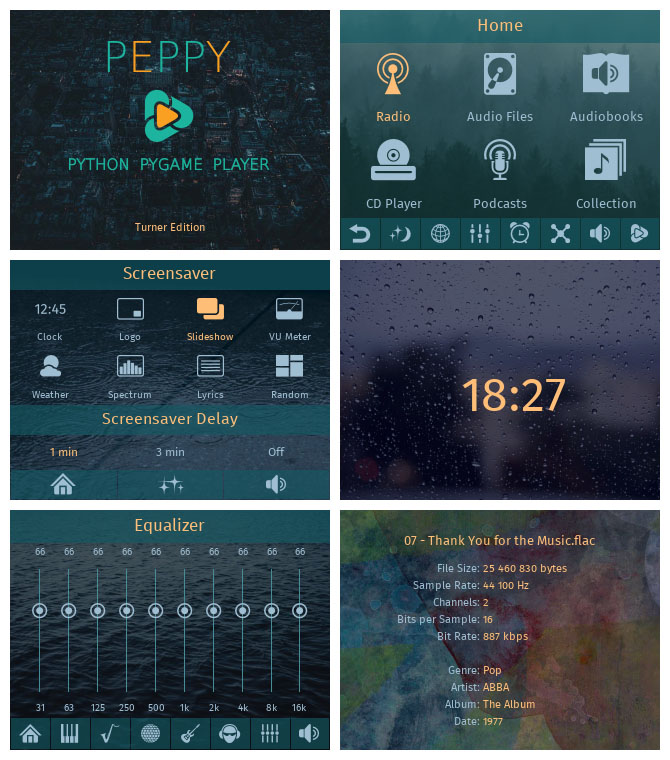 PEPPY
PYTHON PYGAME PLAYER
Turner Edition
Home
Radio Audio Files Audiobooks
CD Player Podcasts Collection
Screensaver
12:45
Clock Logo Slideshow VU Meter
Weather Spectrum Lyrics Random
Screensaver Delay
1 min 3 min Off
18:27
Equalizer
66 66 66 66 66 66 66 66 66 66
31 63 125 250 500 1k 2k 4k 8k 16k
07 - Thank You for the Music.flac
File Size: 25 460 830 bytes
Sample Rate: 44 100 Hz
Channels: 2
Bits per Sample: 16
Bit Rate: 887 kbps
Genre: Pop
Artist: ABBA
Album: The Album
Date: 1977